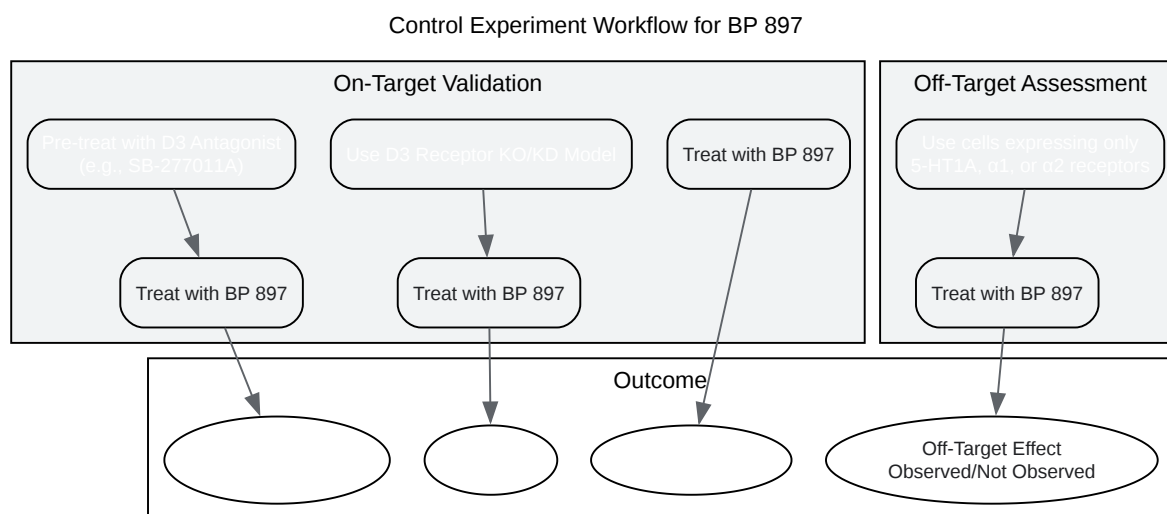 Control Experiment Workflow for BP 897
On-Target Validation
Off-Target Assessment
Pre-treat with D3 Antagonist
(e.g., SB-277011A)
Use D3 Receptor KO/KD Model
Treat with BP 897
Use cells expressing only
5-HT1A, α1, or α2 receptors
Treat with BP 897
Treat with BP 897
Treat with BP 897
Outcome
Off-Target Effect
Observed/Not Observed